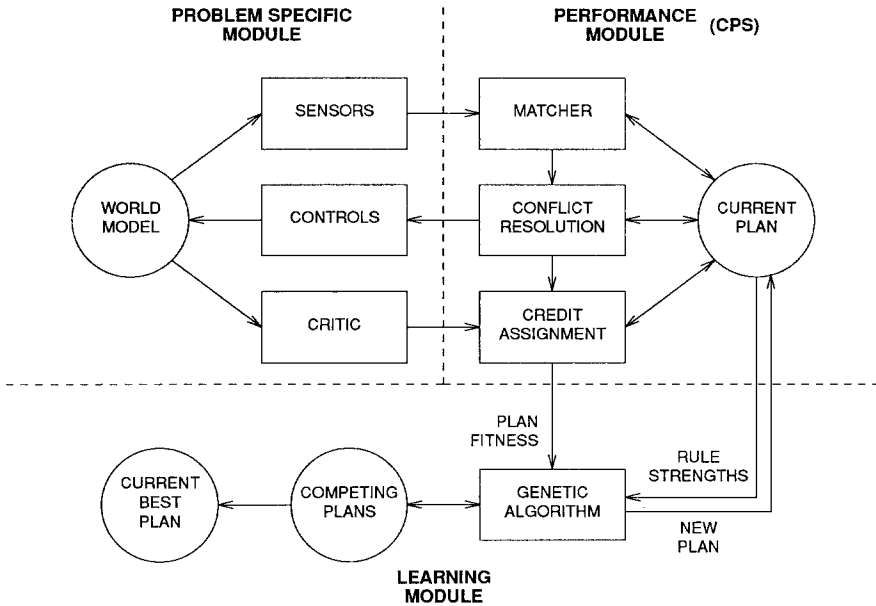 PROBLEM SPECIFIC
MODULE
PERFORMANCE
MODULE (CPS)
SENSORS
MATCHER
WORLD
MODEL
CONTROLS
CONFLICT
RESOLUTION
CURRENT
PLAN
CRITIC
CREDIT
ASSIGNMENT
PLAN
FITNESS
RULE
STRENGTHS
CURRENT
BEST
PLAN
COMPETING
PLANS
GENETIC
ALGORITHM
NEW
PLAN
LEARNING
MODULE